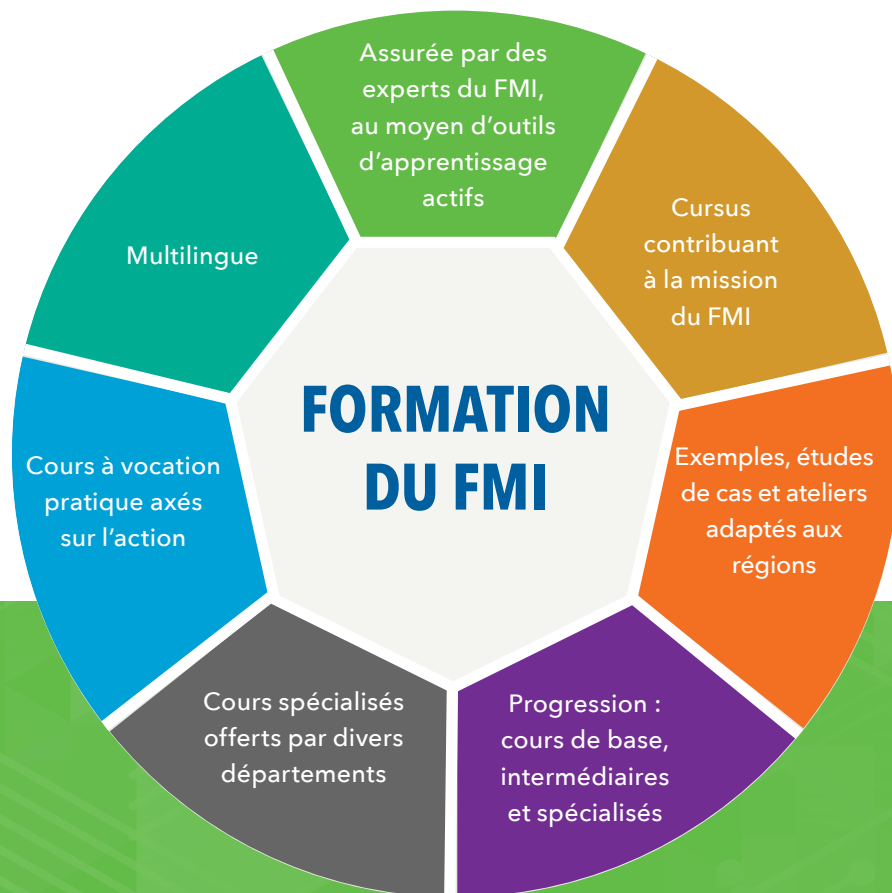 Assurée par des
experts du FMI,
au moyen d’outils
d’apprentissage
actifs
Cursus
contribuant
à la mission
du FMI
Exemples, études
de cas et ateliers
adaptés aux
régions
Progression :
cours de base,
intermédiaires
et spécialisés
Cours spécialisés
offerts par divers
départements
Cours à vocation
pratique axés
sur l’action
Multilingue
FORMATION
DU FMI